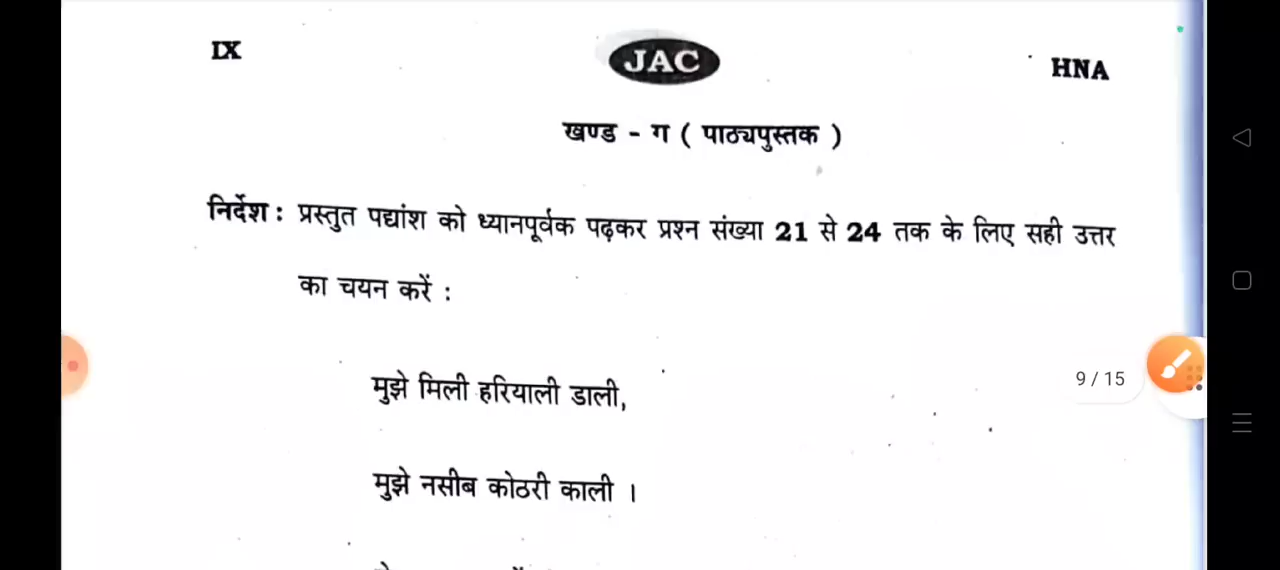 IX
JAC
HNA
खण्ड - ग ( पाठ्यपुस्तक )
निर्देश : प्रस्तुत पद्यांश को ध्यानपूर्वक पढ़कर प्रश्न संख्या 21 से 24 तक के लिए सही उत्तर
का चयन करें :
मुझे मिली हरियाली डाली,
9 / 15
मुझे नसीब कोठरी काली ।